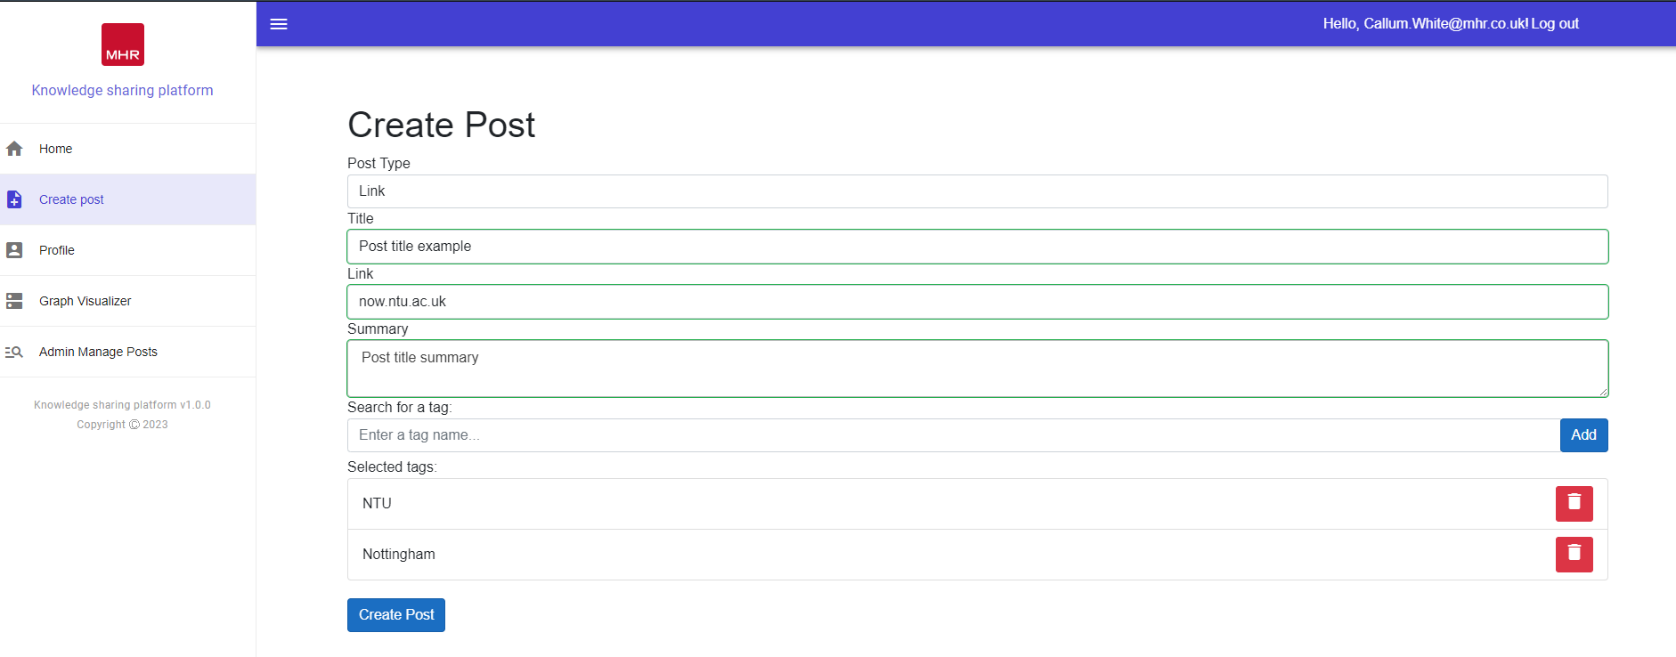 MHR
Knowledge sharing platform
Home
Create post
Profile
Graph Visualizer
Admin Manage Posts
Knowledge sharing platform v1.0.0
Copyright © 2023
Hello, Callum.White@mhr.co.uk! Log out
Create Post
Post Type
Link
Title
Post title example
Link
now.ntu.ac.uk
Summary
Post title summary
Search for a tag:
Enter a tag name...
Add
Selected tags:
NTU
Nottingham
Create Post